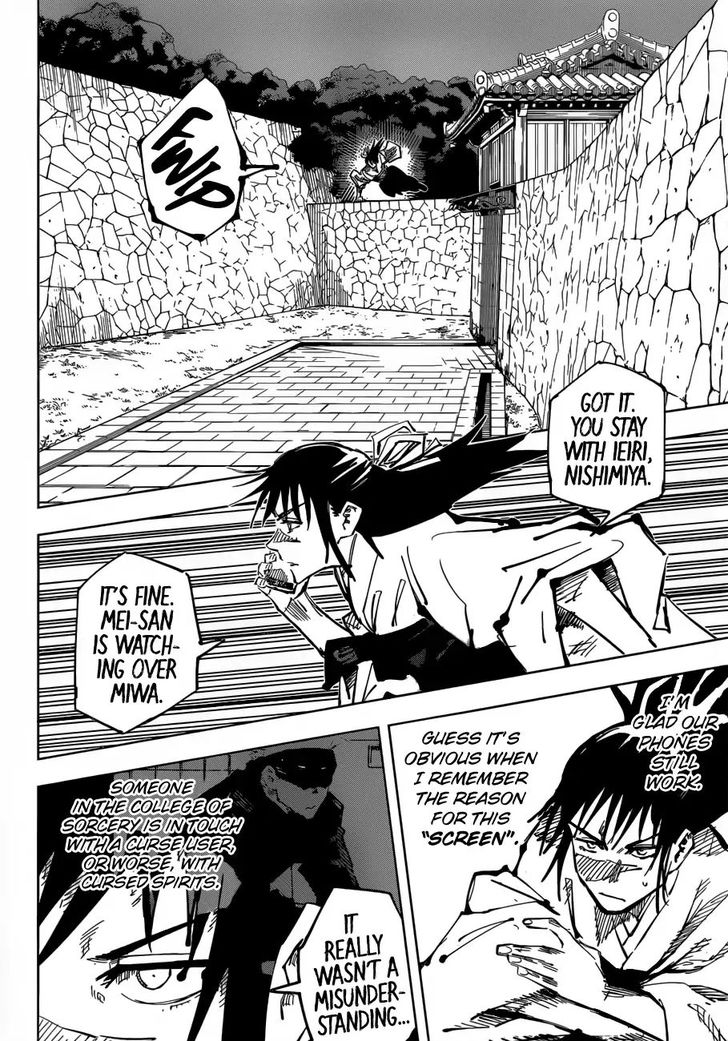 FWIP
GOT IT.
YOU STAY
WITH IEIRI,
NISHIMIYA.
IT'S FINE.
MEI-SAN
IS WATCH-
ING OVER
MIWA.
I'M
GLAD OUR
PHONES
STILL
WORK.
GUESS IT'S
OBVIOUS WHEN
I REMEMBER
THE REASON
FOR THIS
"SCREEN".
SOMEONE
IN THE COLLEGE OF
SORCERY IS IN TOUCH
WITH A CURSE USER,
OR WORSE, WITH
CURSED SPIRITS.
IT
REALLY
WASN'T A
MISUNDER-
STANDING...